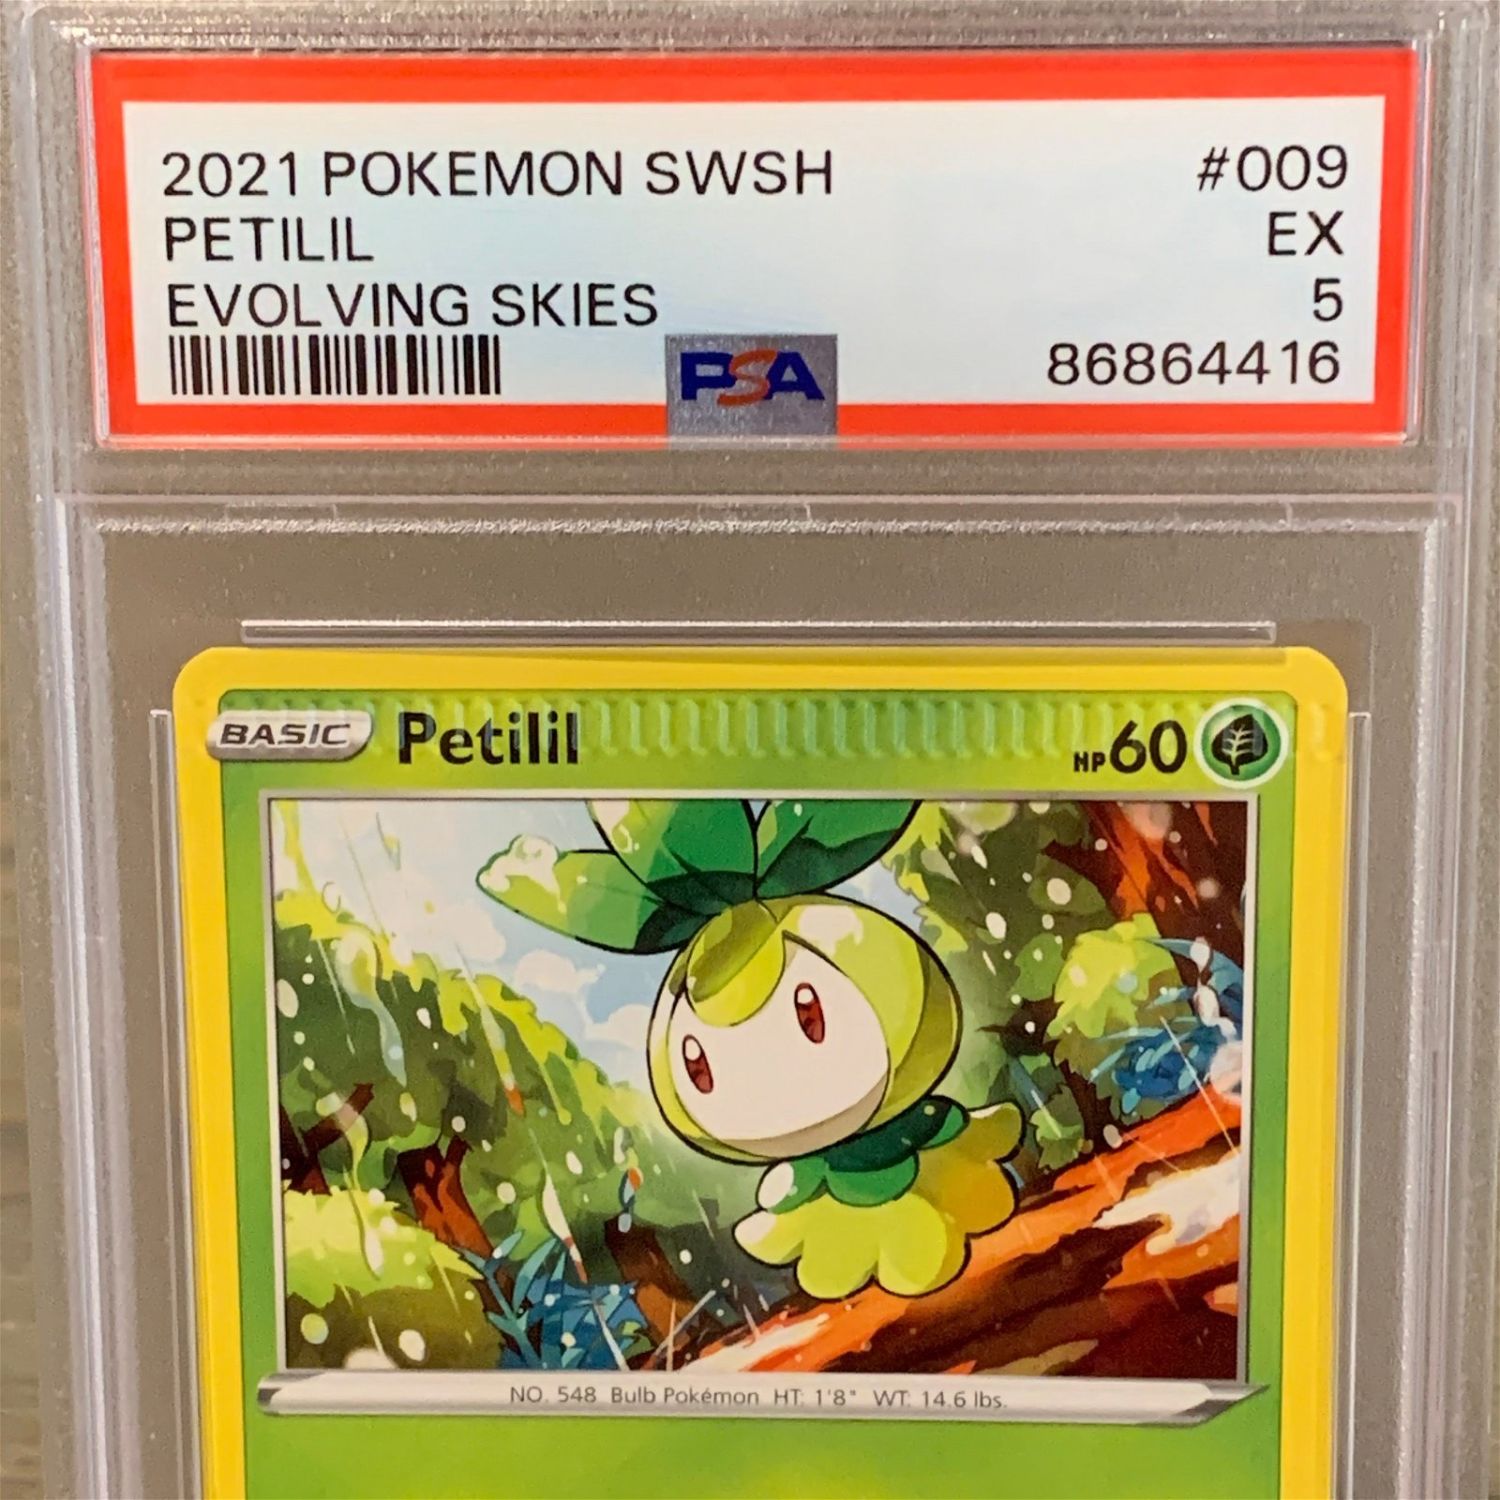 2021 POKEMON SWSH #009
PETILIL EX
EVOLVING SKIES 5
PSA 86864416
BASIC Petilil HP60
NO. 548 Bulb Pokémon HT: 1'8" WT: 14.6 lbs.